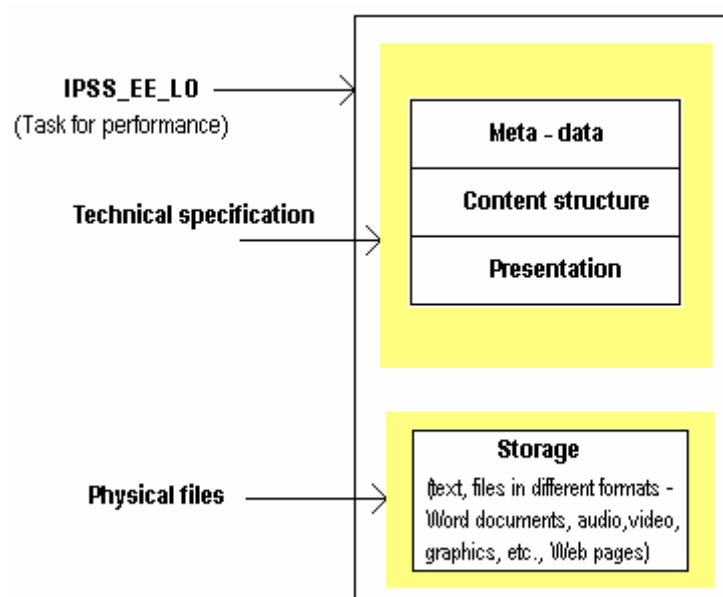 IPSS_EE_LO
(Task for performance)
Technical specification
Meta - data
Content structure
Presentation
Physical files
Storage
(text, files in different formats -
Word documents, audio,video,
graphics, etc., Web pages)